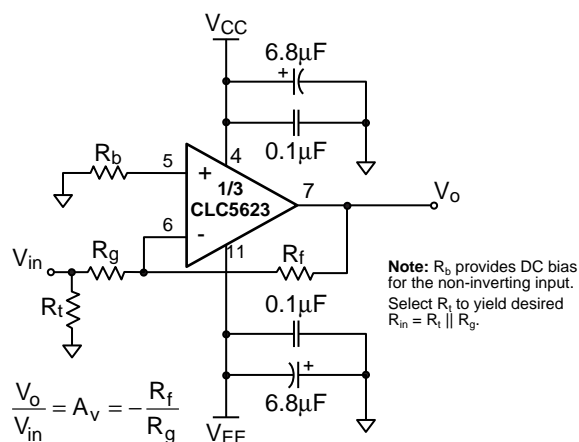 VCC
6.8μF
+
0.1μF
Rb
5
4
+
1/3
CLC5623
7
Vo
6
-
11
Vin
Rg
Rf
Rt
Note: Rb provides DC bias
for the non-inverting input.
Select Rt to yield desired
Rin = Rt || Rg.
0.1μF
+
6.8μF
VEE
Vo/Vin = Av = −Rf/Rg